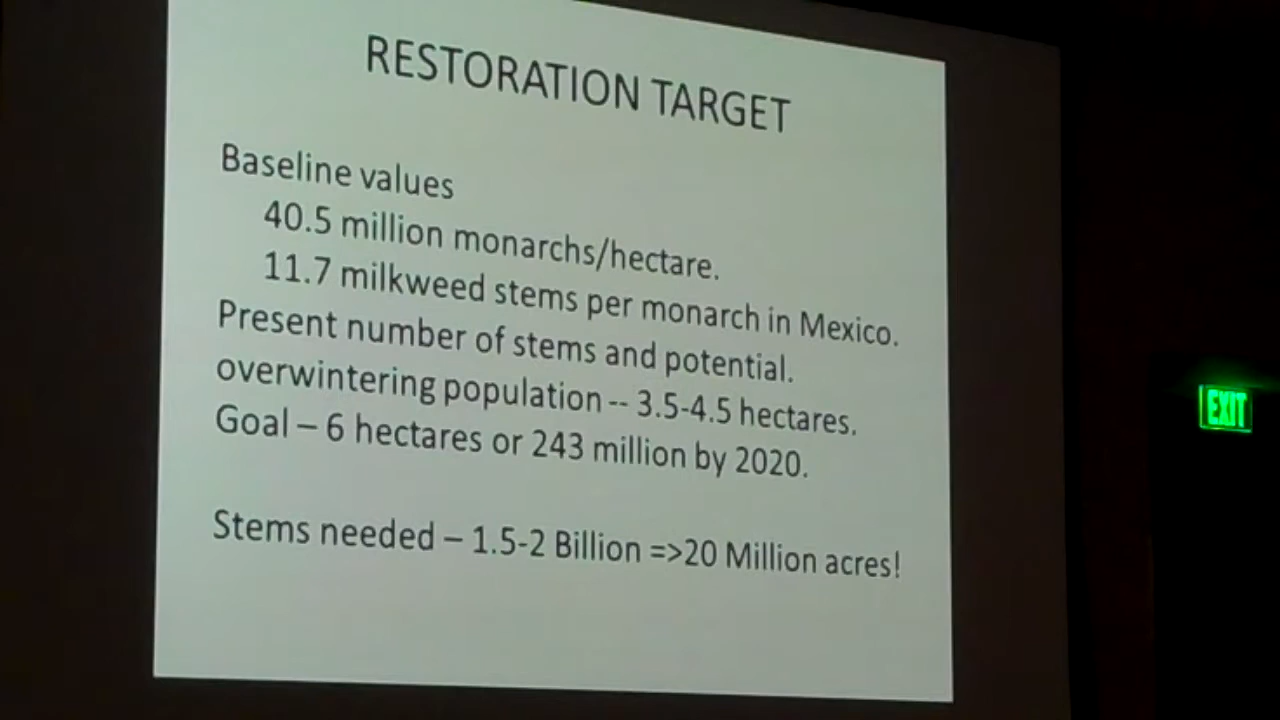 RESTORATION TARGET
Baseline values
40.5 million monarchs/hectare.
11.7 milkweed stems per monarch in Mexico.
Present number of stems and potential.
overwintering population -- 3.5-4.5 hectares.
Goal – 6 hectares or 243 million by 2020.
Stems needed – 1.5-2 Billion =>20 Million acres!
EXIT